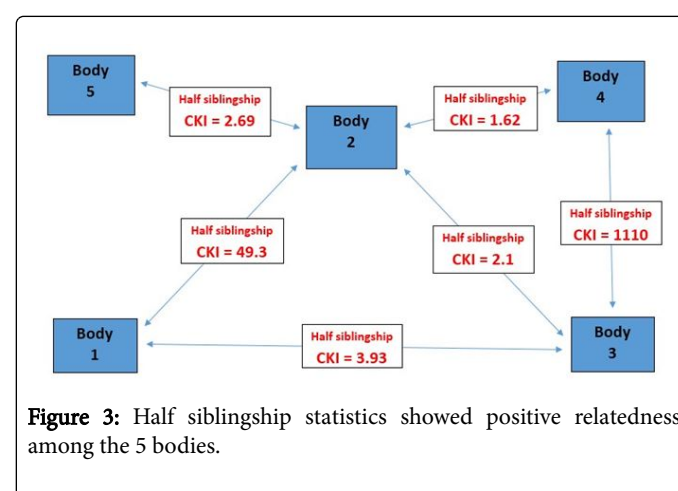 Body
5
Half siblingship
CKI = 2.69
Body
2
Half siblingship
CKI = 1.62
Body
4
Half siblingship
CKI = 49.3
Half siblingship
CKI = 2.1
Half siblingship
CKI = 1110
Body
1
Half siblingship
CKI = 3.93
Body
3
Figure 3: Half siblingship statistics showed positive relatedness
among the 5 bodies.